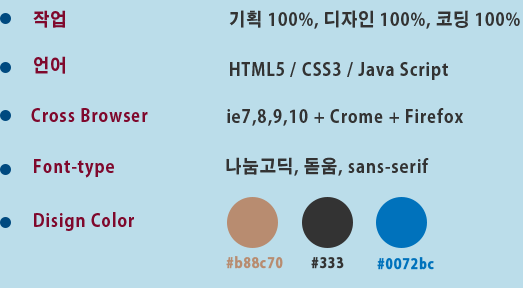 작업 기획 100%, 디자인 100%, 코딩 100%
언어 HTML5 / CSS3 / Java Script
Cross Browser ie7,8,9,10 + Crome + Firefox
Font-type 나눔고딕, 돋움, sans-serif
Disign Color
#b88c70 #333 #0072bc